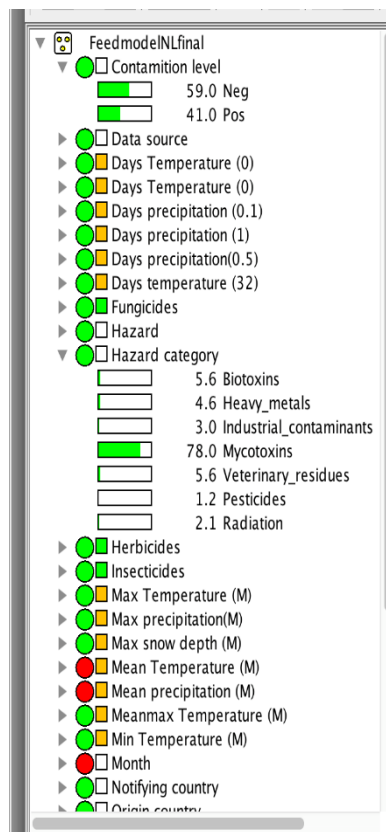 FeedmodelNLfinal
Contamition level
59.0 Neg
41.0 Pos
Data source
Days Temperature (0)
Days Temperature (0)
Days precipitation (0.1)
Days precipitation (1)
Days precipitation(0.5)
Days temperature (32)
Fungicides
Hazard
Hazard category
5.6 Biotoxins
4.6 Heavy_metals
3.0 Industrial_contaminants
78.0 Mycotoxins
5.6 Veterinary_residues
1.2 Pesticides
2.1 Radiation
Herbicides
Insecticides
Max Temperature (M)
Max precipitation(M)
Max snow depth (M)
Mean Temperature (M)
Mean precipitation (M)
Meanmax Temperature (M)
Min Temperature (M)
Month
Notifying country
Origin country